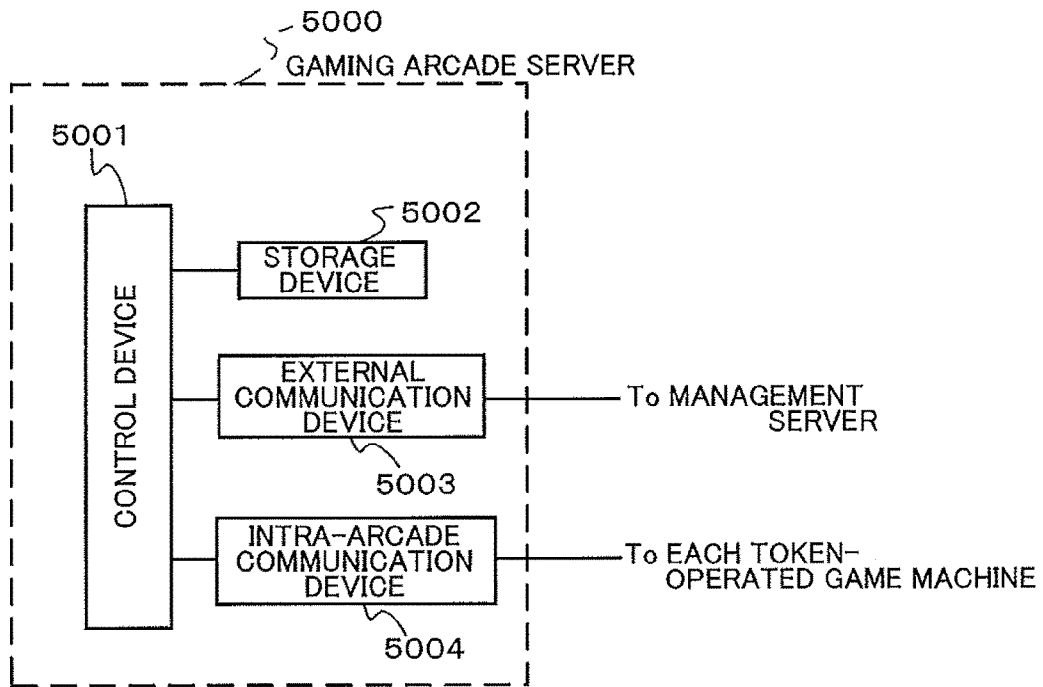 5000
GAMING ARCADE SERVER
5001
CONTROL DEVICE
5002
STORAGE
DEVICE
EXTERNAL
COMMUNICATION
DEVICE
5003
To MANAGEMENT
SERVER
INTRA-ARCADE
COMMUNICATION
DEVICE
5004
To EACH TOKEN-
OPERATED GAME MACHINE